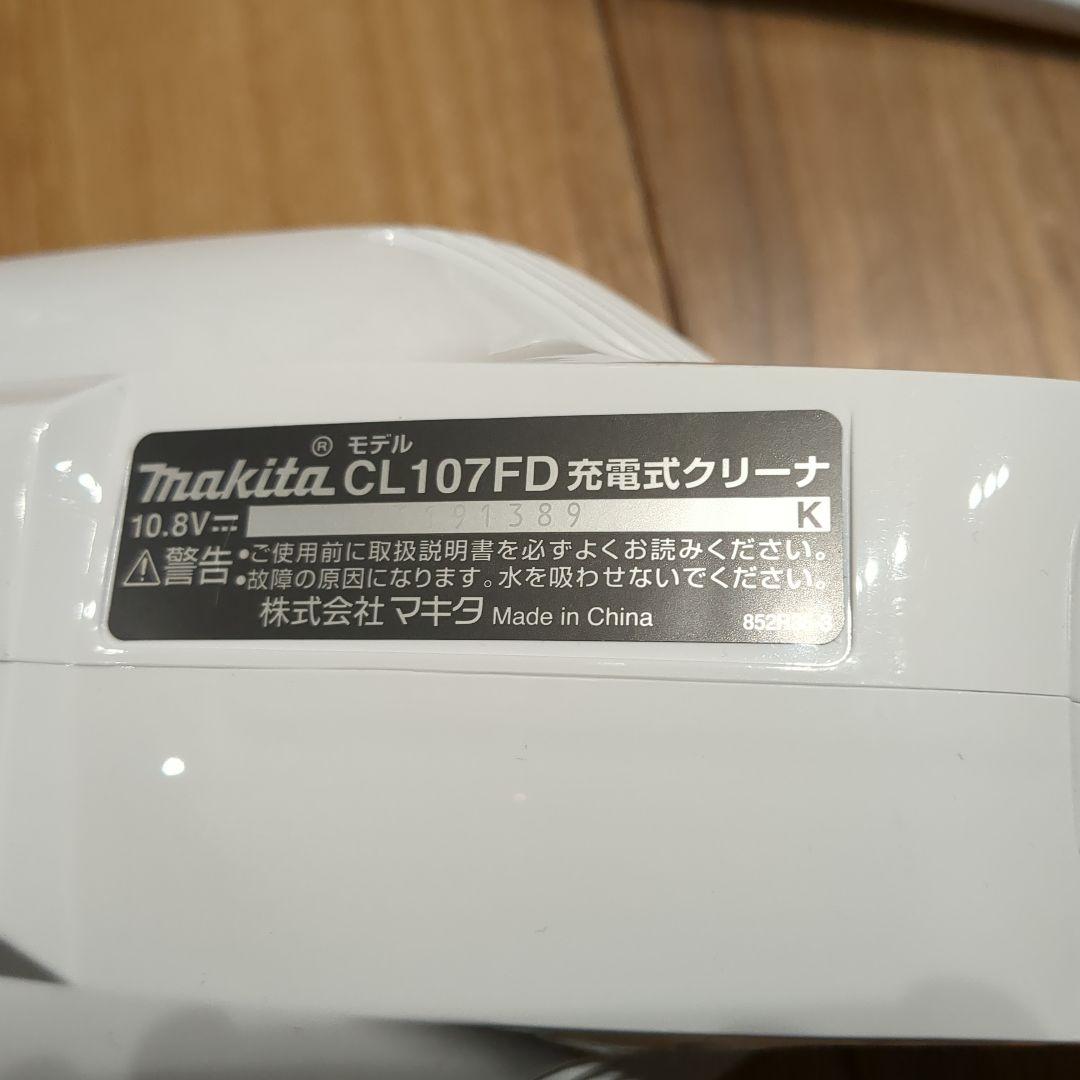 ® モデル
makita CL107FD 充電式クリーナ
10.8V⎓ 91389 K
⚠警告 •ご使用前に取扱説明書を必ずよくお読みください。
•故障の原因になります。水を吸わせないでください。
株式会社 マキタ Made in China